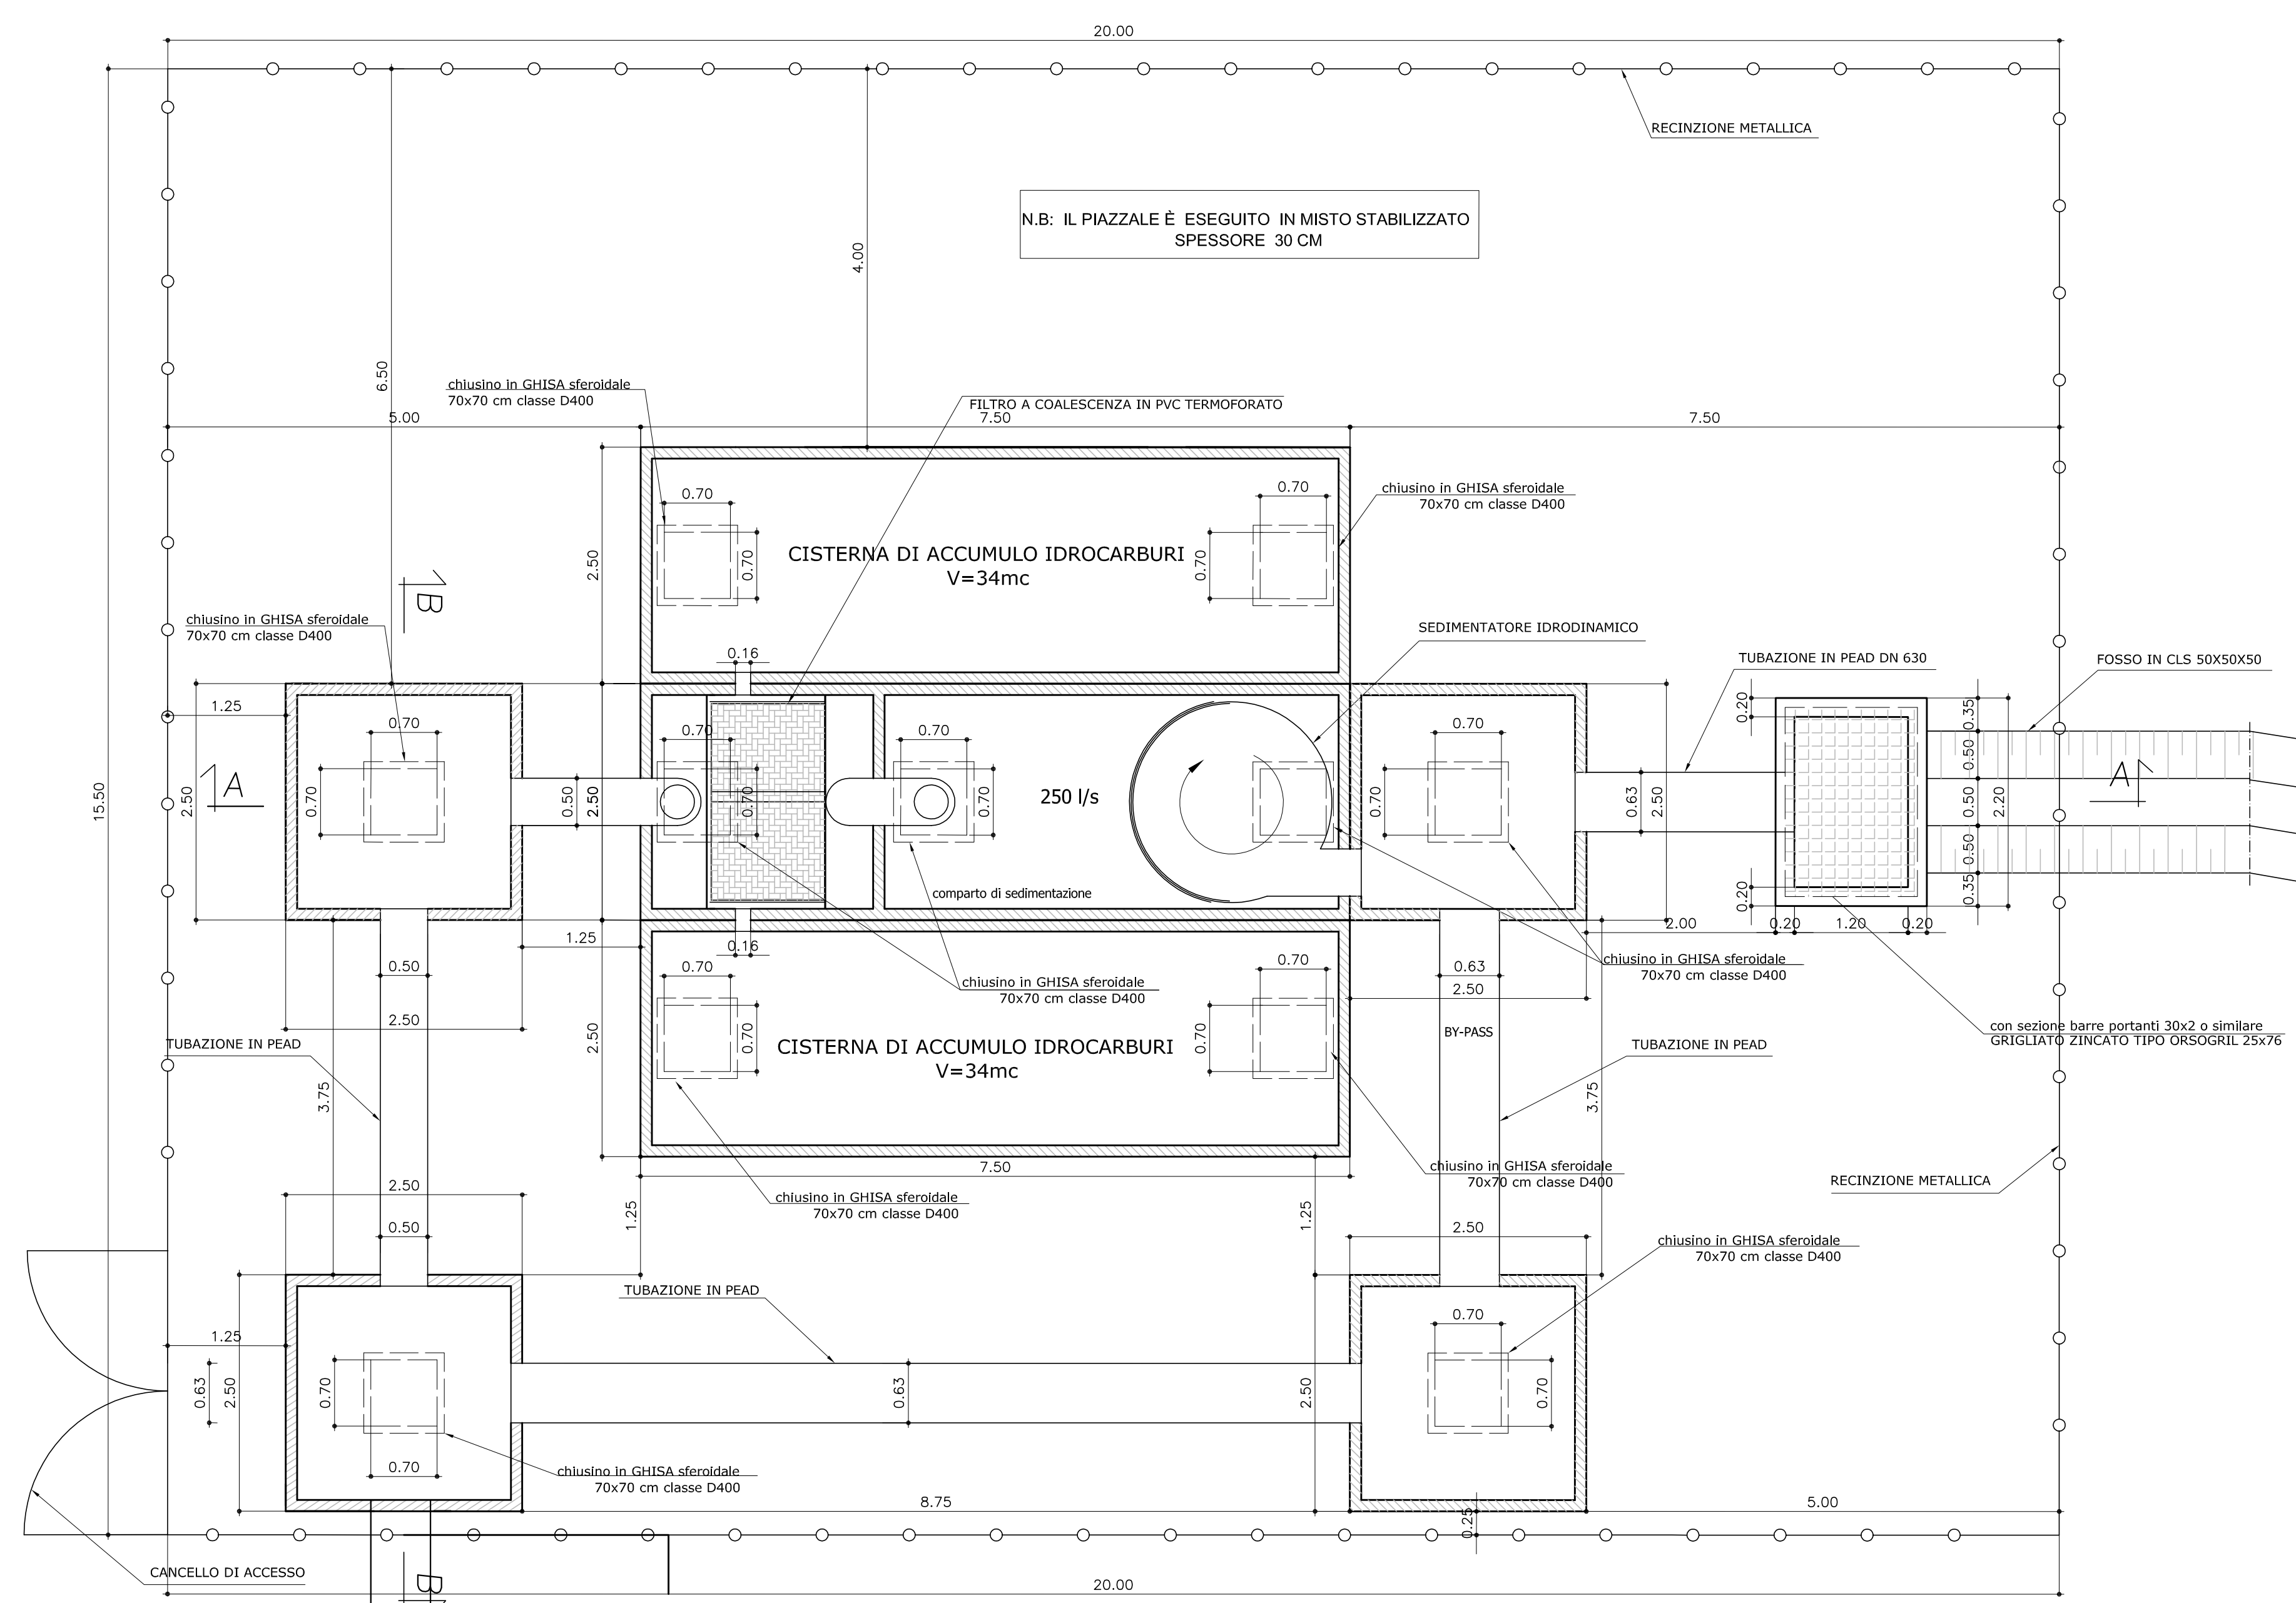 20.00
RECINZIONE METALLICA
N.B: IL PIAZZALE È ESEGUITO IN MISTO STABILIZZATO
SPESSORE 30 CM
4.00
6.50
15.50
chiusino in GHISA sferoidale
70x70 cm classe D400
FILTRO A COALESCENZA IN PVC TERMOFORATO
5.00
7.50
7.50
chiusino in GHISA sferoidale
70x70 cm classe D400
0.70
0.70
0.70
0.70
2.50
CISTERNA DI ACCUMULO IDROCARBURI
V=34mc
B
chiusino in GHISA sferoidale
70x70 cm classe D400
SEDIMENTATORE IDRODINAMICO
0.16
TUBAZIONE IN PEAD DN 630
FOSSO IN CLS 50X50X50
1.25
0.70
0.70
0.70
0.70
0.20
0.35
A
2.50
0.70
0.50
2.50
0.70
0.70
250 l/s
0.70
0.63
2.50
0.50
0.50
0.50
2.20
A
comparto di sedimentazione
0.20
0.35
1.25
0.16
2.00
0.20
1.20
0.20
0.50
0.70
0.70
0.63
chiusino in GHISA sferoidale
70x70 cm classe D400
chiusino in GHISA sferoidale
70x70 cm classe D400
2.50
2.50
TUBAZIONE IN PEAD
2.50
0.70
CISTERNA DI ACCUMULO IDROCARBURI
V=34mc
0.70
BY-PASS
TUBAZIONE IN PEAD
con sezione barre portanti 30x2 o similare
GRIGLIATO ZINCATO TIPO ORSOGRIL 25x76
3.75
3.75
7.50
chiusino in GHISA sferoidale
70x70 cm classe D400
RECINZIONE METALLICA
2.50
chiusino in GHISA sferoidale
70x70 cm classe D400
1.25
1.25
0.50
2.50
chiusino in GHISA sferoidale
70x70 cm classe D400
TUBAZIONE IN PEAD
1.25
0.70
0.63
2.50
0.70
0.63
2.50
0.70
0.70
chiusino in GHISA sferoidale
70x70 cm classe D400
8.75
5.00
0.25
CANCELLO DI ACCESSO
B
20.00